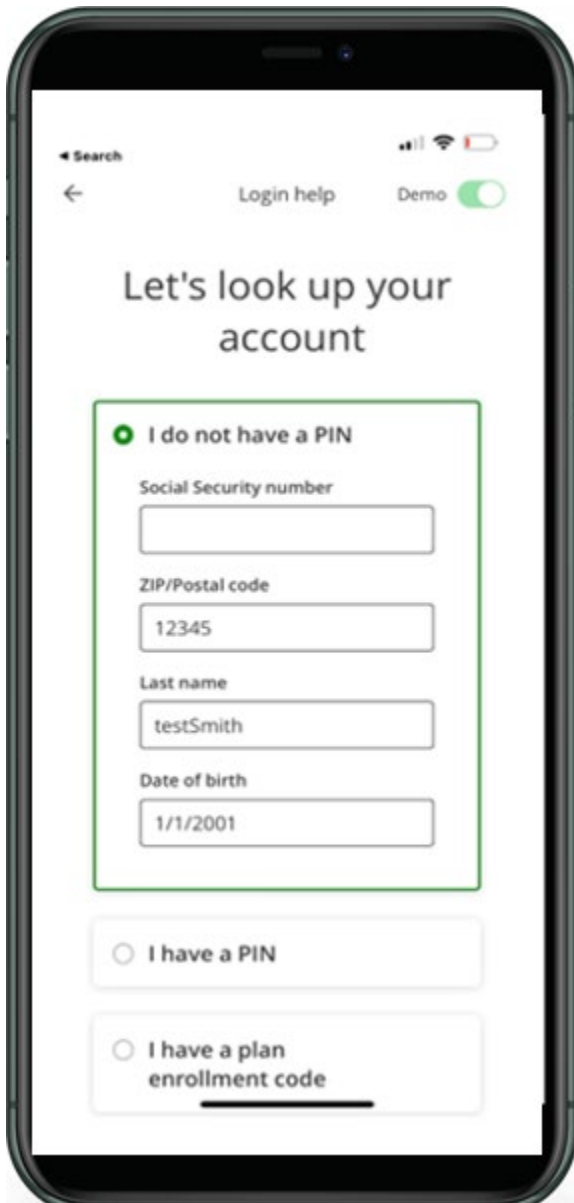 ◂ Search
Login help
Demo
Let's look up your
account
I do not have a PIN
Social Security number
ZIP/Postal code
12345
Last name
testSmith
Date of birth
1/1/2001
I have a PIN
I have a plan
enrollment code